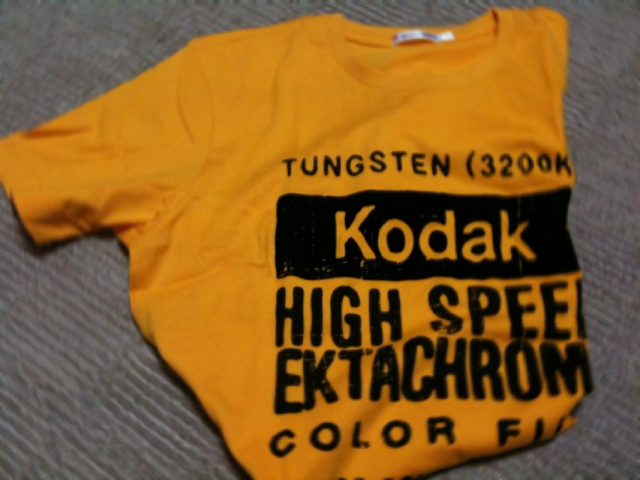 TUNGSTEN (3200K
Kodak
HIGH SPEE
EKTACHROM
COLOR FI